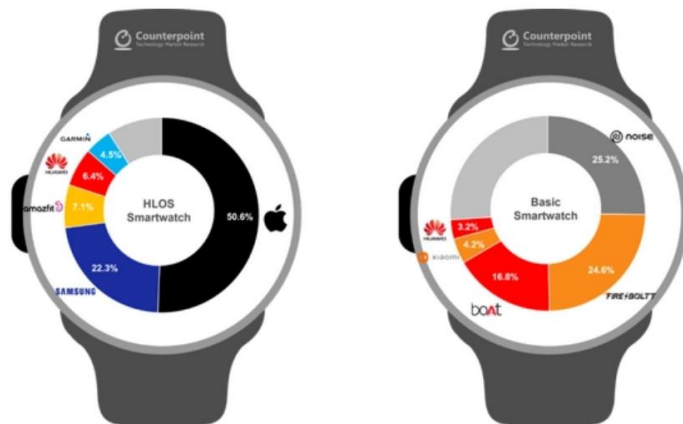 Counterpoint
Technology Market Research
GARMIN
4.5%
HUAWEI
6.4%
amazfit
7.1%
HLOS
Smartwatch
50.6%
22.3%
SAMSUNG
Counterpoint
Technology Market Research
noise
25.2%
Basic
Smartwatch
HUAWEI
3.2%
xiaomi
4.2%
16.8%
24.6%
boAt
FIRE-BOLTT